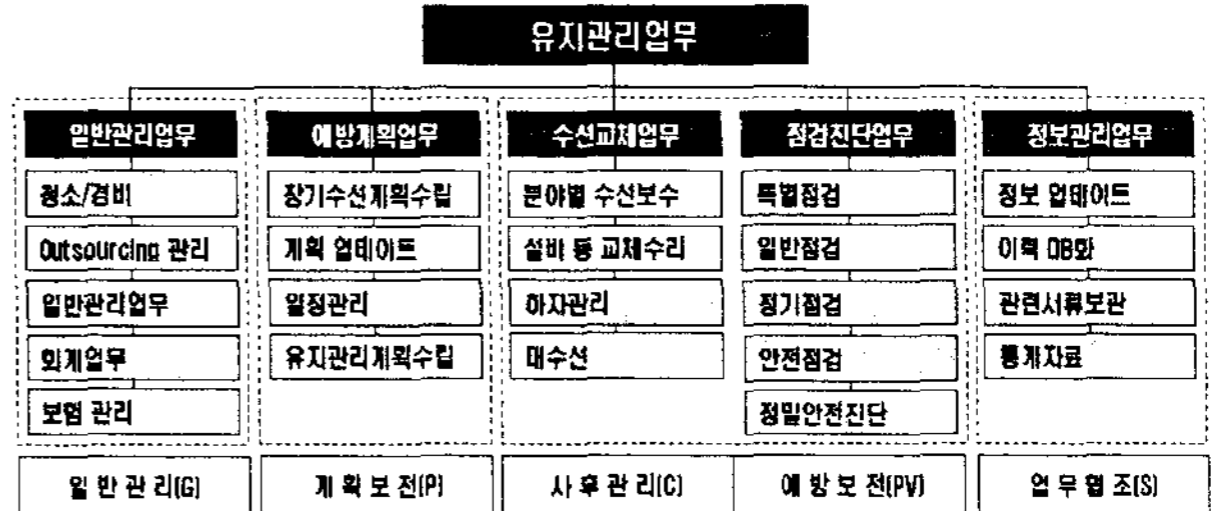 유지관리업무
일반관리업무
청소/경비
Outsourcing 관리
일반관리업무
회계업무
보험 관리
일 반 관 리(G)
예방계획업무
장기수선계획수립
계획 업데이트
일정관리
유지관리계획수립
계 획 보 전(P)
수선교체업무
분야별 수선보수
설비 등 교체수리
하자관리
대수선
사 후 관 리(C)
점검진단업무
특별점검
일반점검
정기점검
안전점검
정밀안전진단
예 방 보 전(PV)
정보관리업무
정보 업데이트
이력 DB화
관련서류보관
통계자료
업 무 협 조(S)